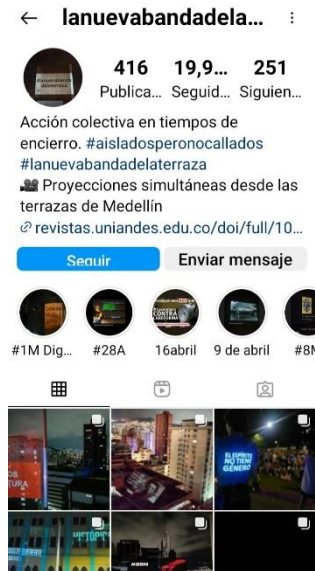 lanuevabandadela...
416 19,9... 251
Publica... Seguid... Siguien...
Acción colectiva en tiempos de
encierro. #aisladosperonocallados
#lanuevabandadelaterraza
🎥 Proyecciones simultáneas desde las
terrazas de Medellín
revistas.uniandes.edu.co/doi/full/10...
Seguir Enviar mensaje
CONTRA
#1M Dig... #28A 16abril 9 de abril #8M
EL ESPÍRITU
NO TIENE
GÉNERO